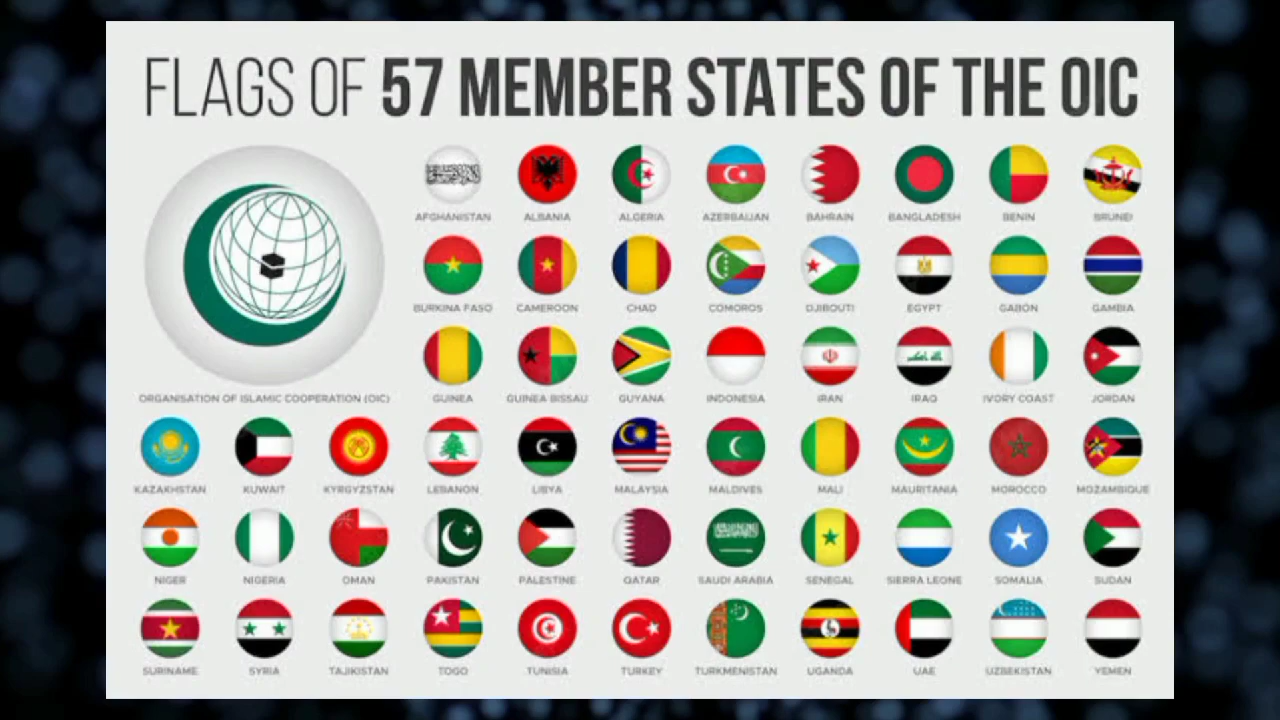 FLAGS OF 57 MEMBER STATES OF THE OIC
AFGHANISTAN ALBANIA ALGERIA AZERBAIJAN BAHRAIN BANGLADESH BENIN BRUNEI
BURKINA FASO CAMEROON CHAD COMOROS DJIBOUTI EGYPT GABON GAMBIA
ORGANISATION OF ISLAMIC COOPERATION (OIC) GUINEA GUINEA BISSAU GUYANA INDONESIA IRAN IRAQ IVORY COAST JORDAN
KAZAKHSTAN KUWAIT KYRGYZSTAN LEBANON LIBYA MALAYSIA MALDIVES MALI MAURITANIA MOROCCO MOZAMBIQUE
NIGER NIGERIA OMAN PAKISTAN PALESTINE QATAR SAUDI ARABIA SENEGAL SIERRA LEONE SOMALIA SUDAN
SURINAME SYRIA TAJIKISTAN TOGO TUNISIA TURKEY TURKMENISTAN UGANDA UAE UZBEKISTAN YEMEN